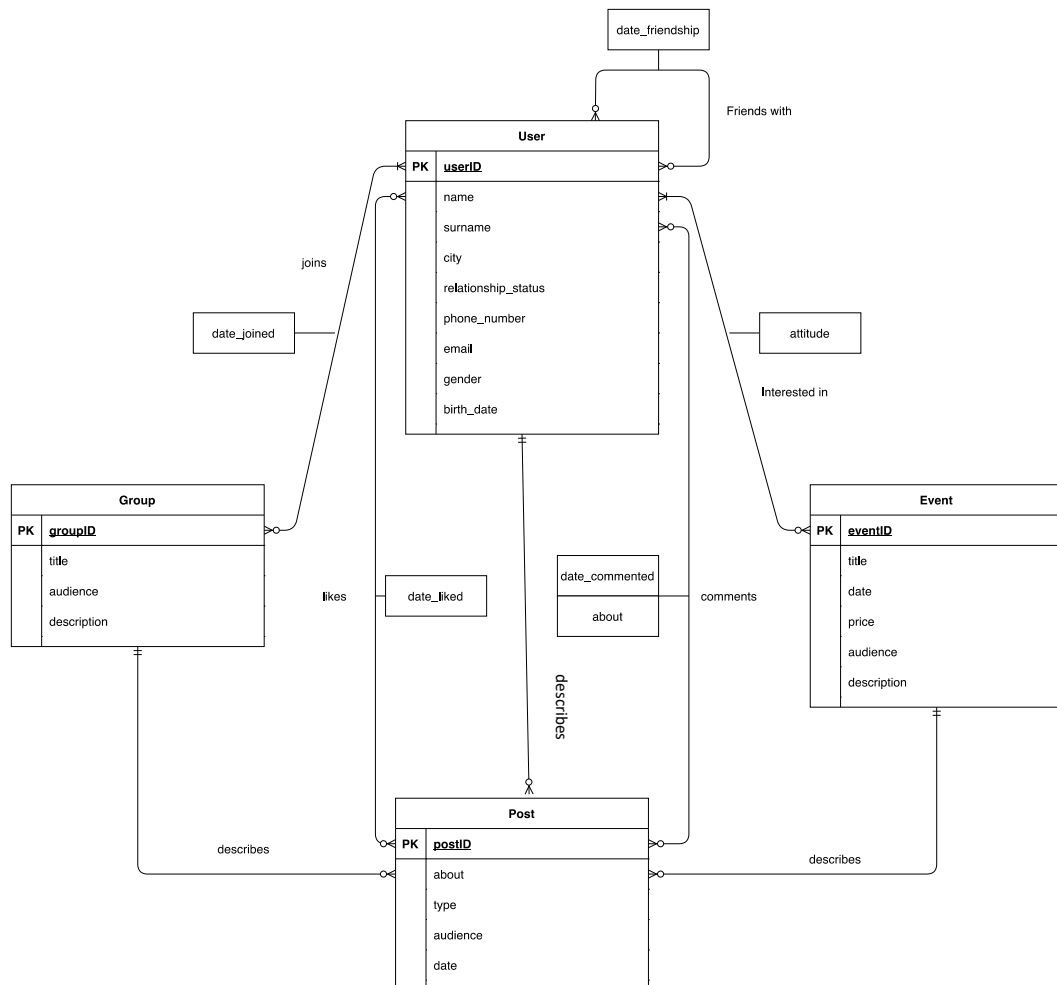 date_friendship
Friends with
User
PK userID
name
surname
city
relationship_status
phone_number
email
gender
birth_date
joins
date_joined
attitude
Interested in
Group
PK groupID
title
audience
description
Event
PK eventID
title
date
price
audience
description
likes
date_liked
date_commented
about
comments
describes
Post
PK postID
about
type
audience
date
describes
describes